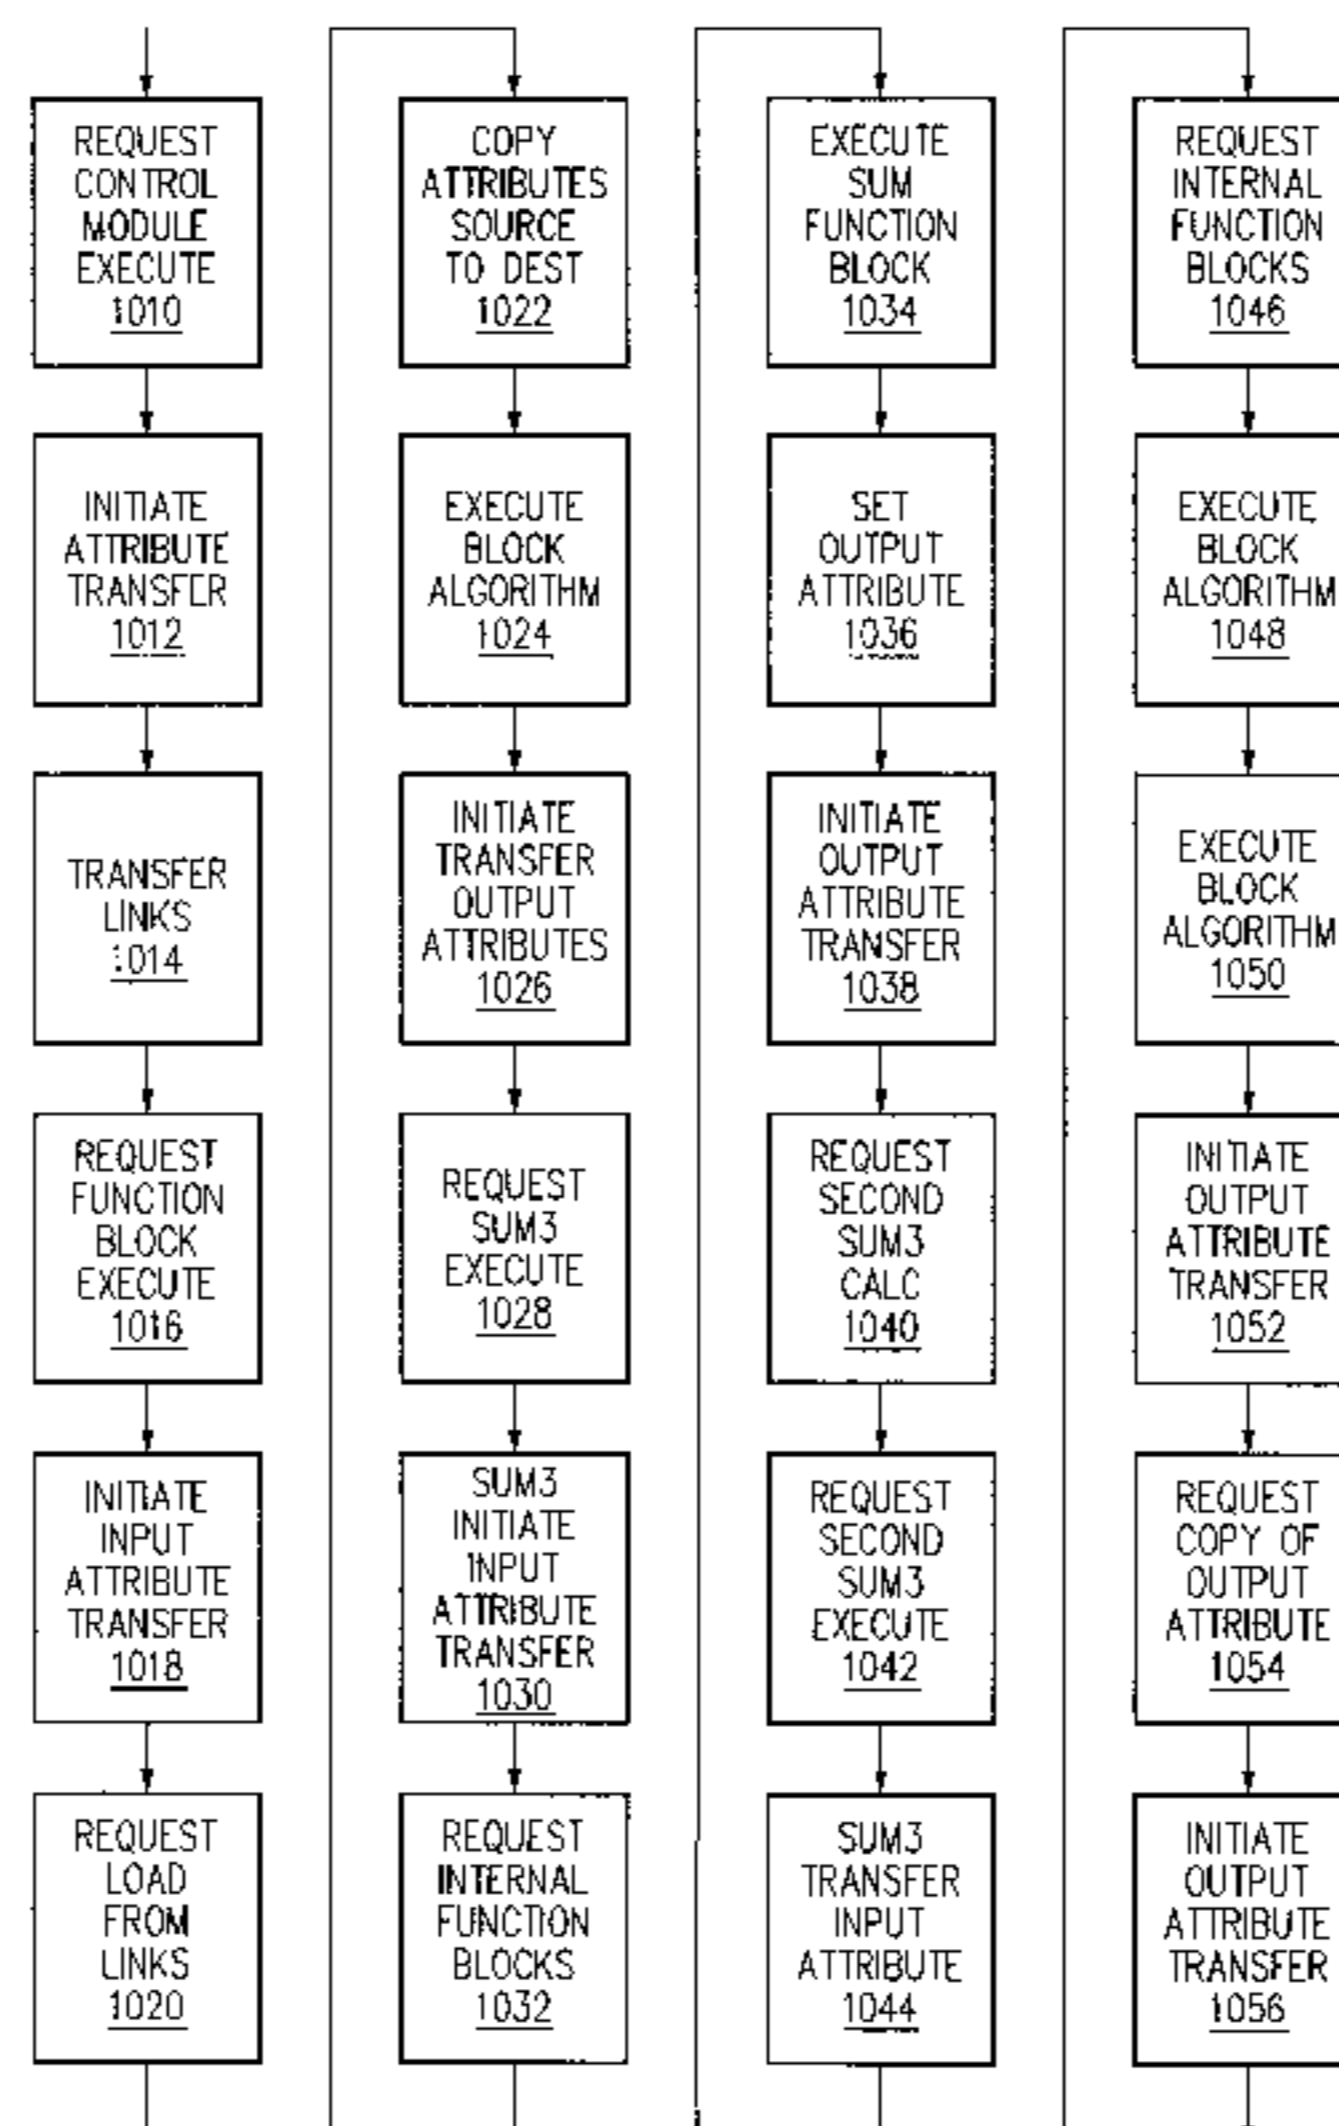 REQUEST
CONTROL
MODULE
EXECUTE
1010
INITIATE
ATTRIBUTE
TRANSFER
1012
TRANSFER
LINKS
1014
REQUEST
FUNCTION
BLOCK
EXECUTE
1016
INITIATE
INPUT
ATTRIBUTE
TRANSFER
1018
REQUEST
LOAD
FROM
LINKS
1020
COPY
ATTRIBUTES
SOURCE
TO DEST
1022
EXECUTE
BLOCK
ALGORITHM
1024
INITIATE
TRANSFER
OUTPUT
ATTRIBUTES
1026
REQUEST
SUM3
EXECUTE
1028
SUM3
INITIATE
INPUT
ATTRIBUTE
TRANSFER
1030
REQUEST
INTERNAL
FUNCTION
BLOCKS
1032
EXECUTE
SUM
FUNCTION
BLOCK
1034
SET
OUTPUT
ATTRIBUTE
1036
INITIATE
OUTPUT
ATTRIBUTE
TRANSFER
1038
REQUEST
SECOND
SUM3
CALC
1040
REQUEST
SECOND
SUM3
EXECUTE
1042
SUM3
TRANSFER
INPUT
ATTRIBUTE
1044
REQUEST
INTERNAL
FUNCTION
BLOCKS
1046
EXECUTE
BLOCK
ALGORITHM
1048
EXECUTE
BLOCK
ALGORITHM
1050
INITIATE
OUTPUT
ATTRIBUTE
TRANSFER
1052
REQUEST
COPY OF
OUTPUT
ATTRIBUTE
1054
INITIATE
OUTPUT
ATTRIBUTE
TRANSFER
1056